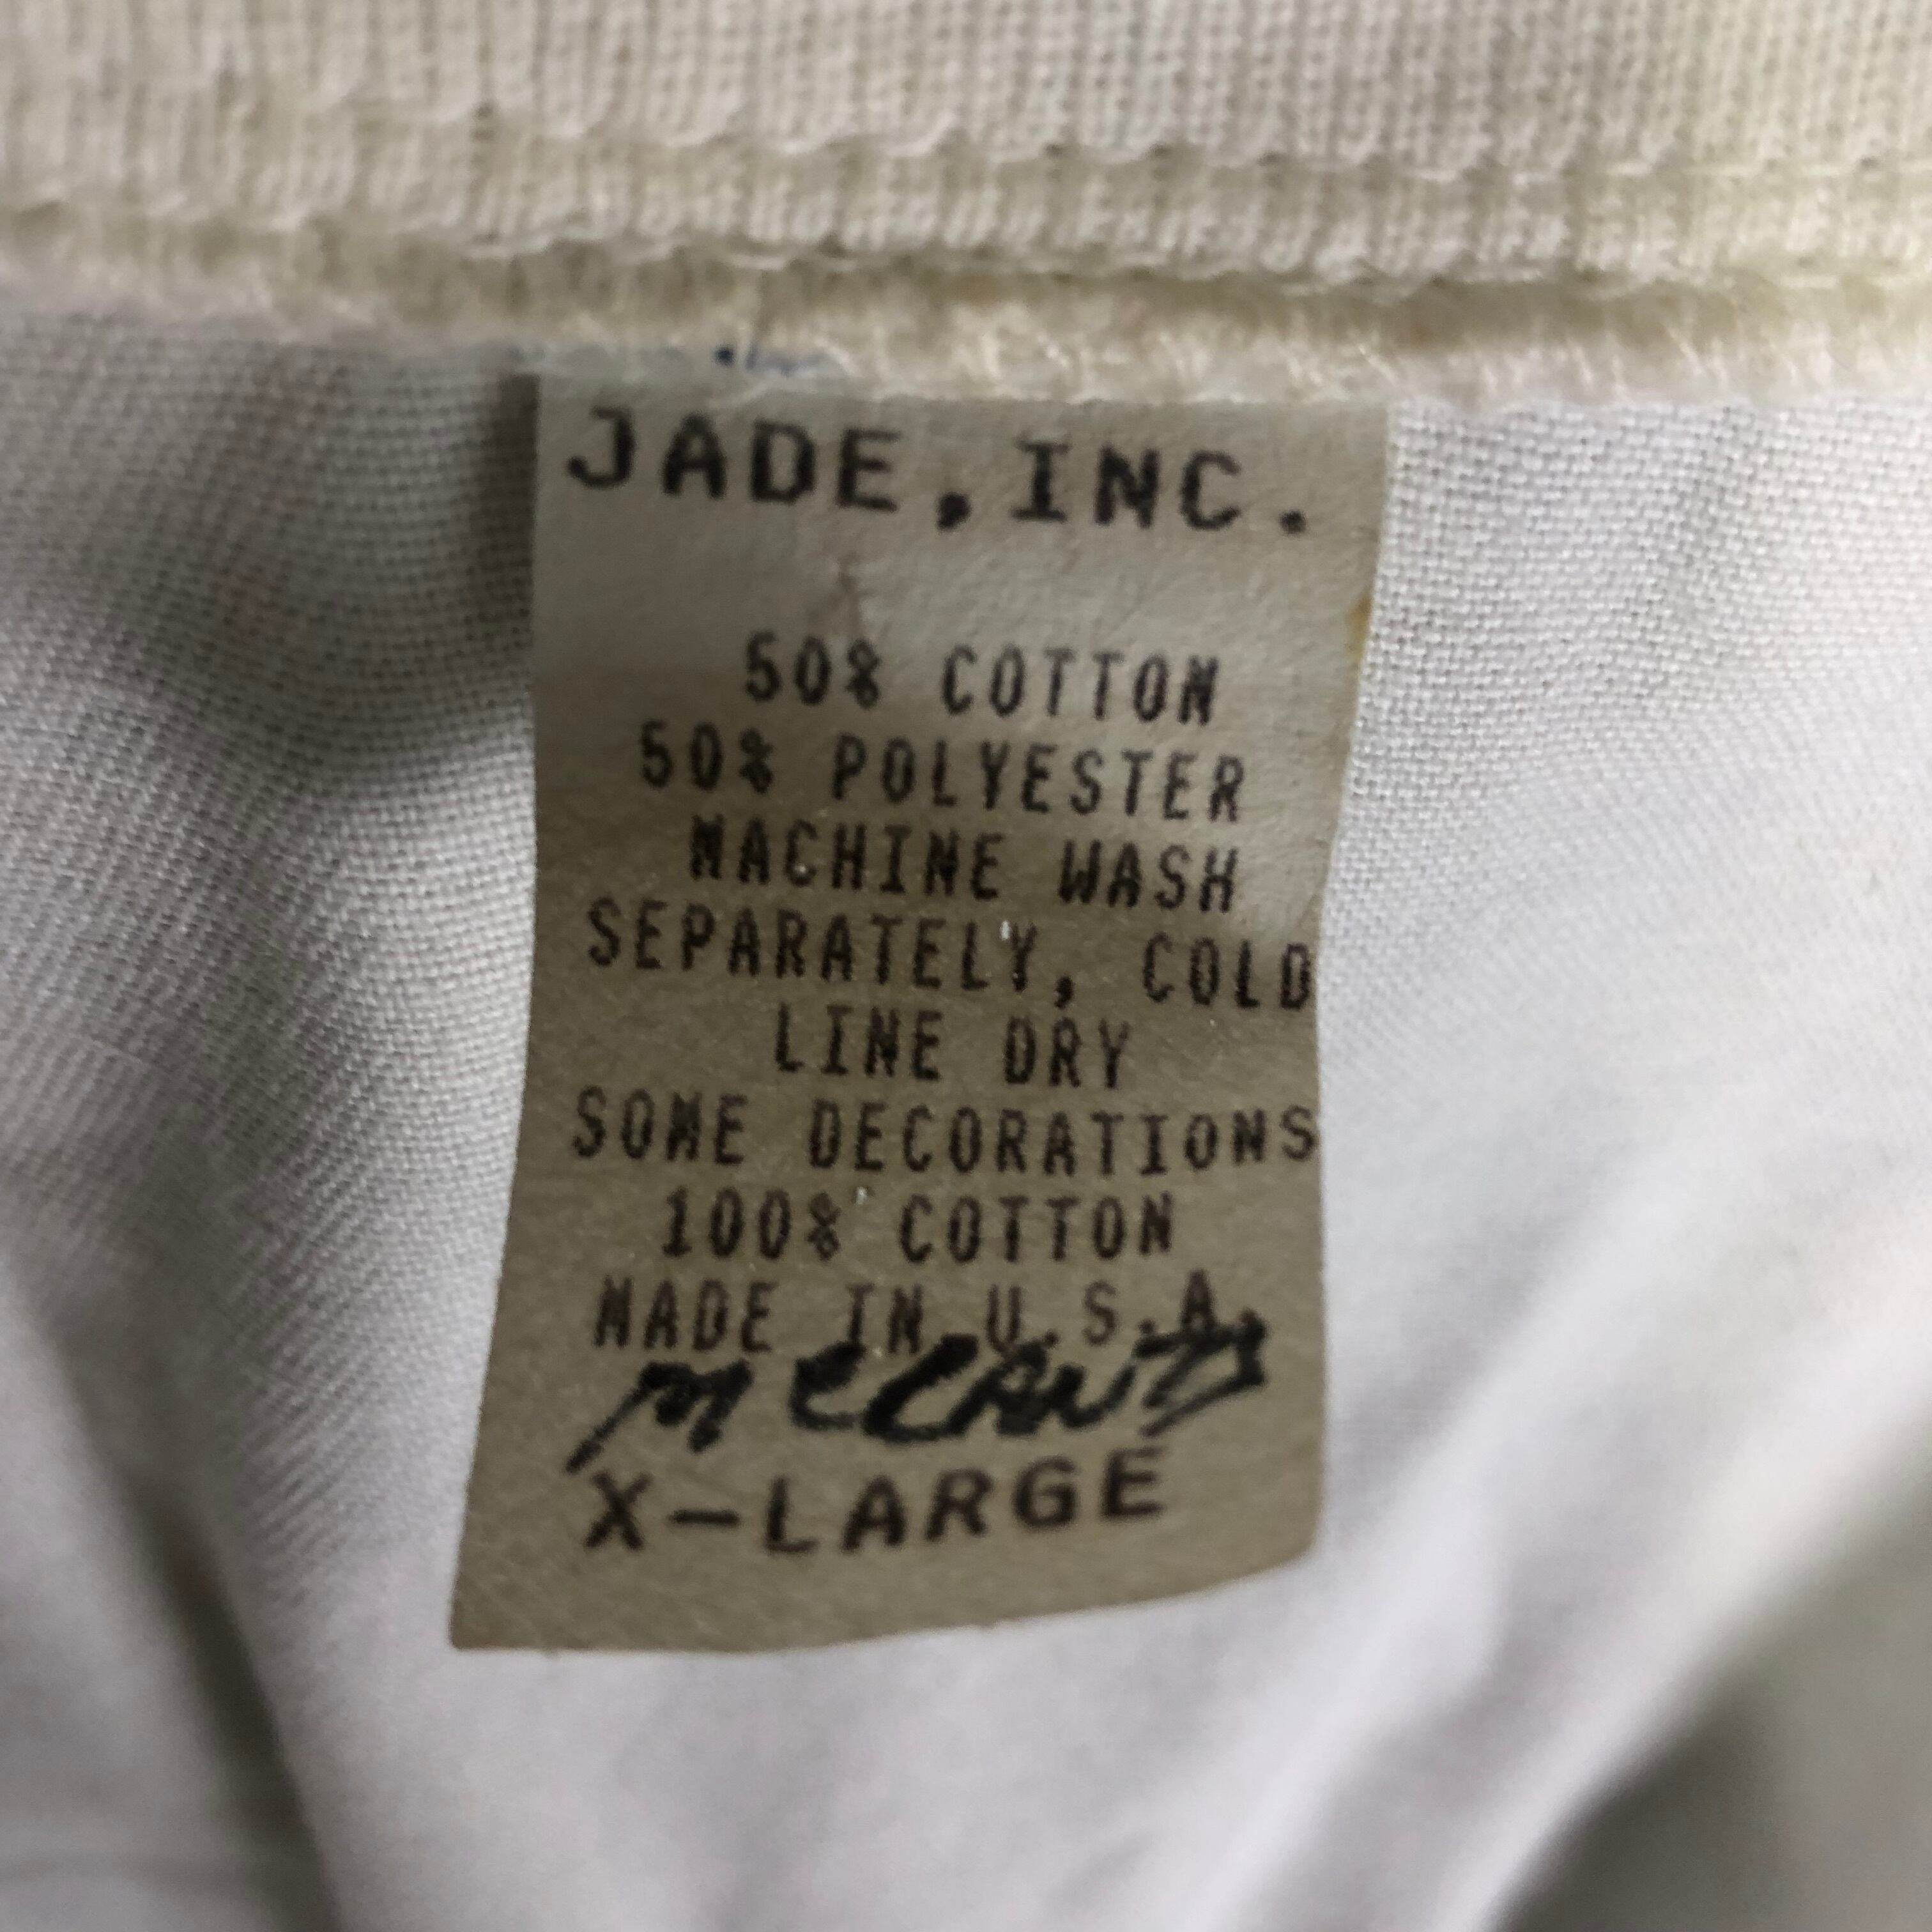 JADE, INC.
50% COTTON
50% POLYESTER
MACHINE WASH
SEPARATELY, COLD
LINE DRY
SOME DECORATIONS
100% COTTON
MADE IN U.S.A.
X-LARGE